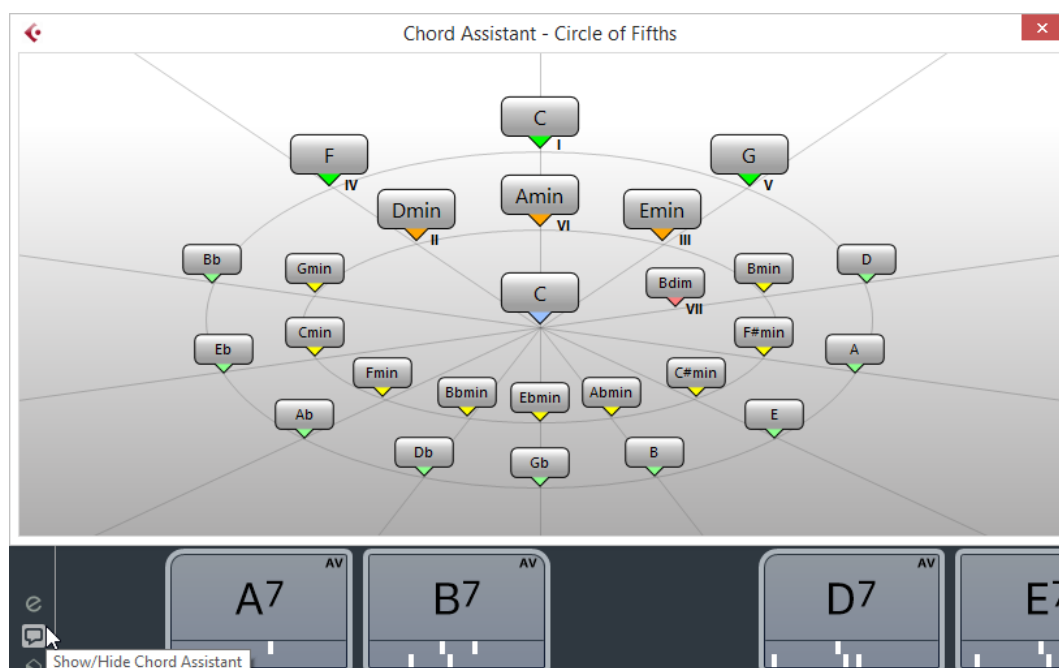 Chord Assistant - Circle of Fifths
C
I
F
IV
G
V
Amin
VI
Dmin
II
Emin
III
Bb
Gmin
Bmin
D
C
Bdim
VII
Eb
Cmin
F#min
A
Fmin
C#min
Bbmin
Ebmin
Abmin
Ab
E
Db
Gb
B
AV
A7
AV
B7
AV
D7
E7
Show/Hide Chord Assistant